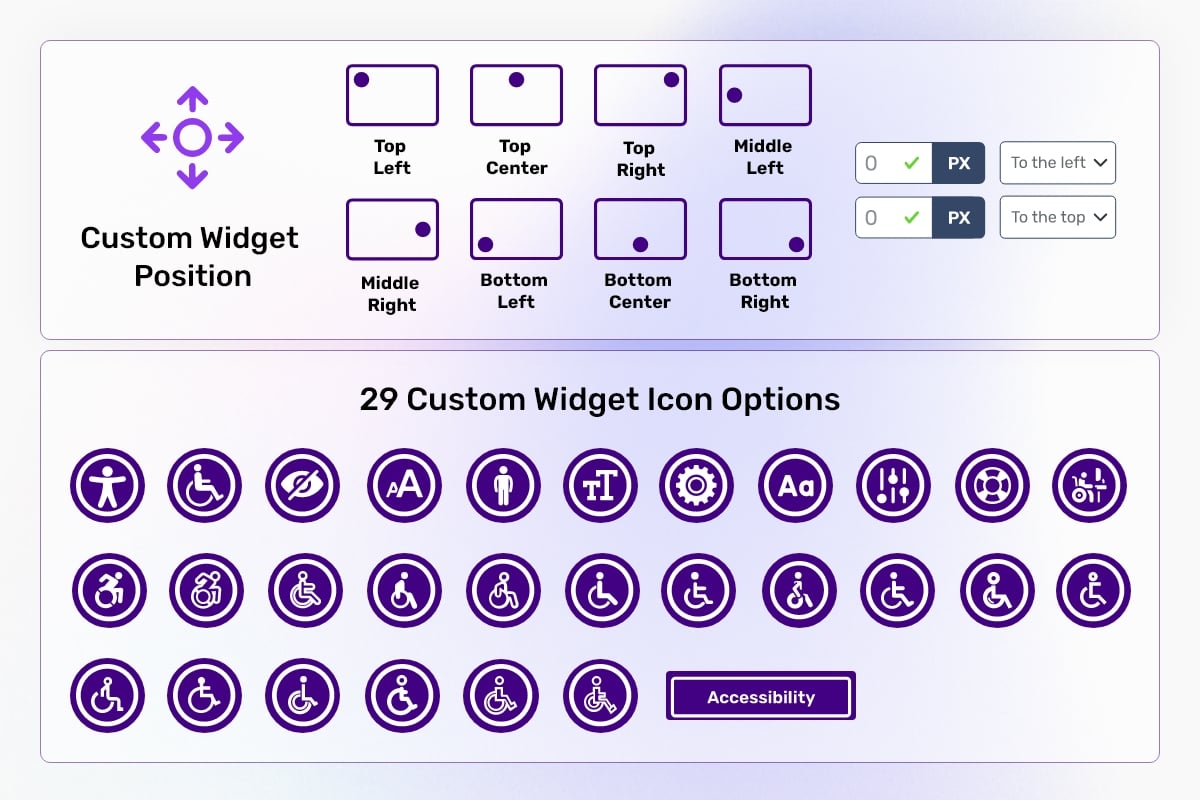 Custom Widget
Position
Top
Left
Top
Center
Top
Right
Middle
Left
Middle
Right
Bottom
Left
Bottom
Center
Bottom
Right
0 PX To the left
0 PX To the top
29 Custom Widget Icon Options
AA
TT
Aa
Accessibility